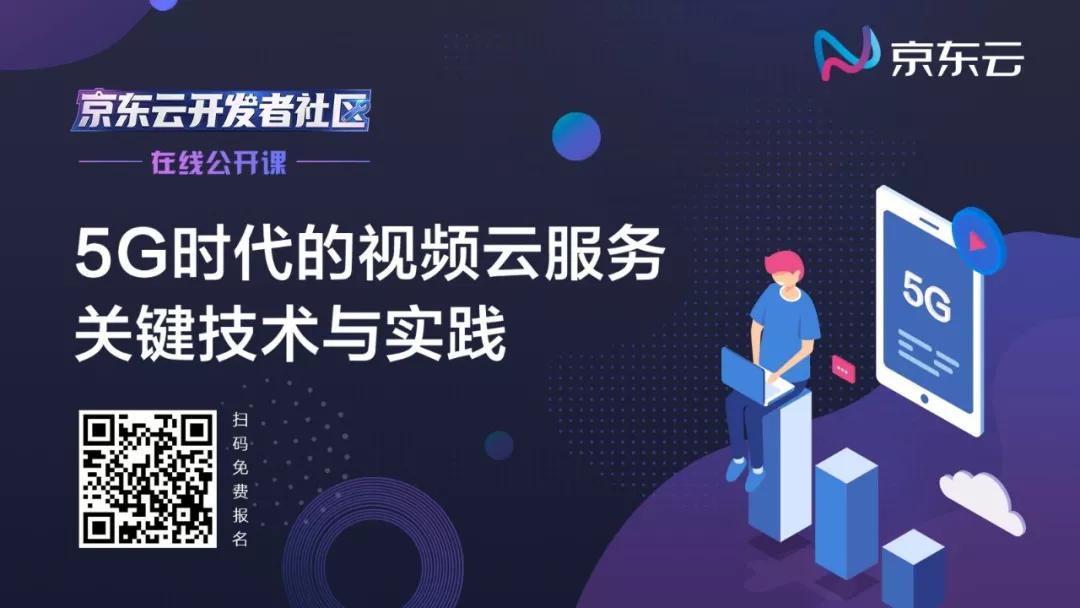 京东云
京东云开发者社区
在线公开课
5G时代的视频云服务
关键技术与实践
扫码免费报名
5G